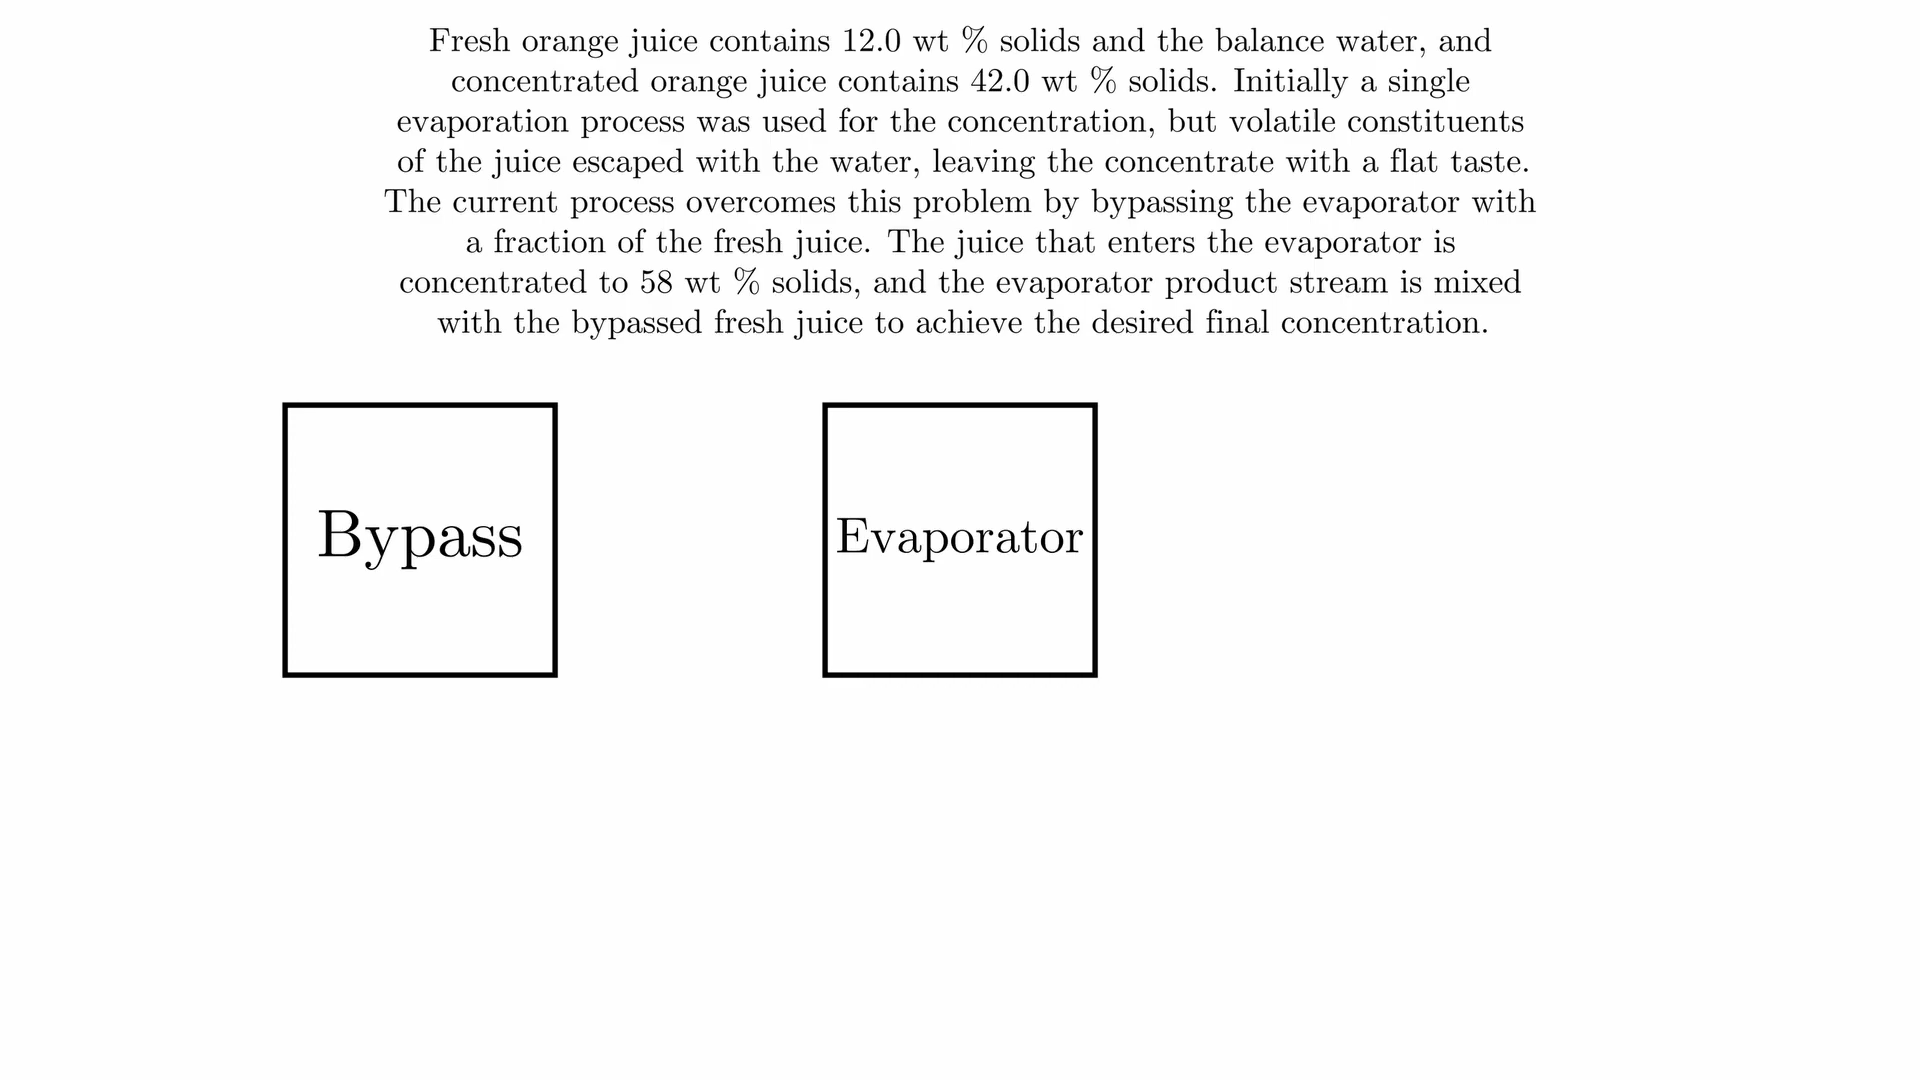 Fresh orange juice contains 12.0 wt % solids and the balance water, and
concentrated orange juice contains 42.0 wt % solids. Initially a single
evaporation process was used for the concentration, but volatile constituents
of the juice escaped with the water, leaving the concentrate with a flat taste.
The current process overcomes this problem by bypassing the evaporator with
a fraction of the fresh juice. The juice that enters the evaporator is
concentrated to 58 wt % solids, and the evaporator product stream is mixed
with the bypassed fresh juice to achieve the desired final concentration.
Bypass
Evaporator